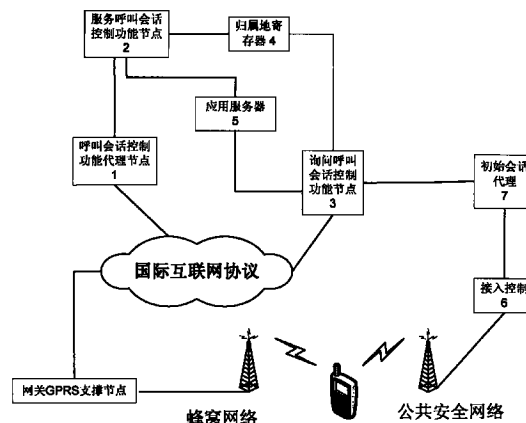 服务呼叫会话
控制功能节点
2
归属地寄
存器 4
应用服务器
5
呼叫会话控制
功能代理节点
1
询问呼叫
会话控制
功能节点
3
初始会话
代理
7
国际互联网协议
接入控制
6
网关GPRS支撑节点
蜂窝网络
公共安全网络